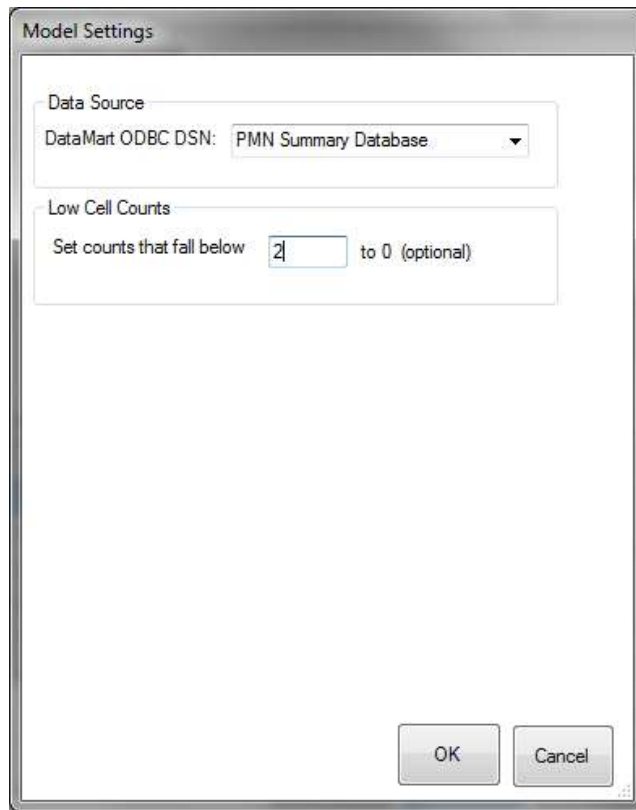 Model Settings
Data Source
DataMart ODBC DSN: PMN Summary Database
Low Cell Counts
Set counts that fall below 2 to 0 (optional)
OK Cancel